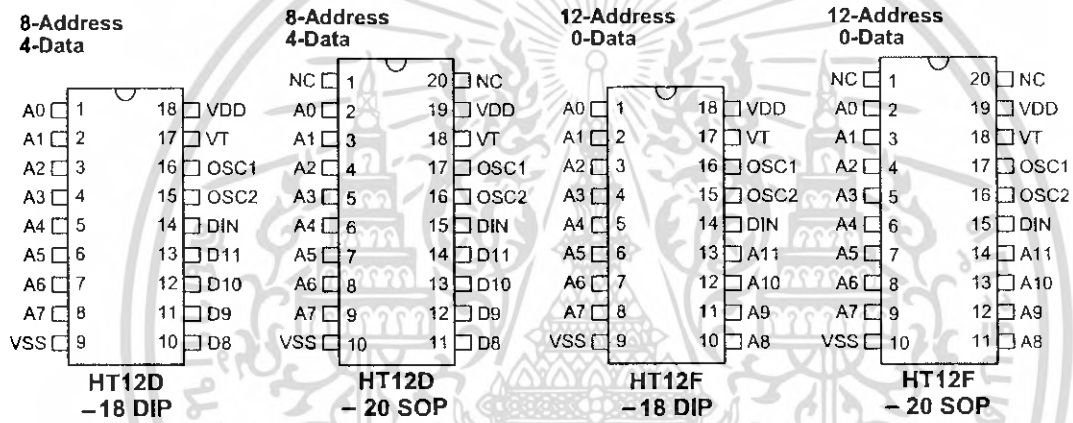 8-Address
4-Data
A0 1 18 VDD
A1 2 17 VT
A2 3 16 OSC1
A3 4 15 OSC2
A4 5 14 DIN
A5 6 13 D11
A6 7 12 D10
A7 8 11 D9
VSS 9 10 D8
HT12D
–18 DIP
8-Address
4-Data
NC 1 20 NC
A0 2 19 VDD
A1 3 18 VT
A2 4 17 OSC1
A3 5 16 OSC2
A4 6 15 DIN
A5 7 14 D11
A6 8 13 D10
A7 9 12 D9
VSS 10 11 D8
HT12D
– 20 SOP
12-Address
0-Data
A0 1 18 VDD
A1 2 17 VT
A2 3 16 OSC1
A3 4 15 OSC2
A4 5 14 DIN
A5 6 13 A11
A6 7 12 A10
A7 8 11 A9
VSS 9 10 A8
HT12F
–18 DIP
12-Address
0-Data
NC 1 20 NC
A0 2 19 VDD
A1 3 18 VT
A2 4 17 OSC1
A3 5 16 OSC2
A4 6 15 DIN
A5 7 14 A11
A6 8 13 A10
A7 9 12 A9
VSS 10 11 A8
HT12F
– 20 SOP